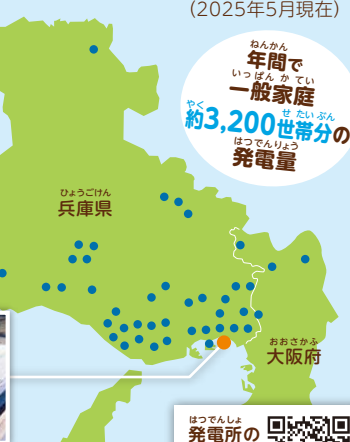 (2025年5月現在)
ねんかん
年間で
いっぱん か てい
一般家庭
やく せ たいぶん
約3,200世帯分の
はつでんりょう
発電量
ひょうごけん
兵庫県
おおさかふ
大阪府
はつでんしょ
発電所の